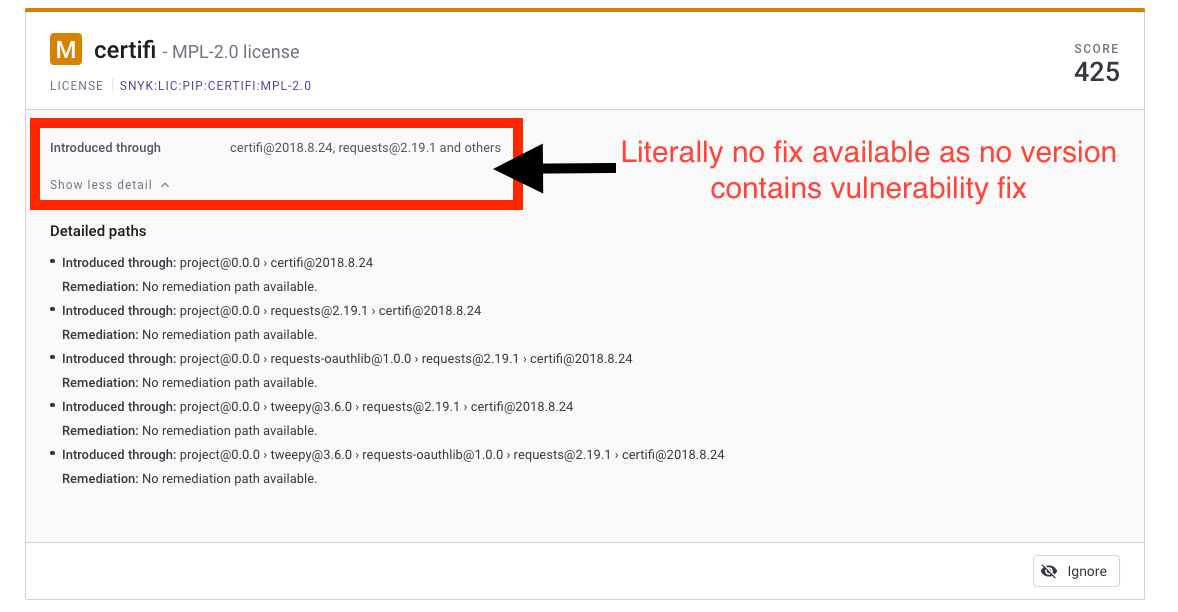 M certifi - MPL-2.0 license
SCORE
425
LICENSE SNYK:LIC:PIP:CERTIFI:MPL-2.0
Introduced through certifi@2018.8.24, requests@2.19.1 and others
Show less detail
Literally no fix available as no version
contains vulnerability fix
Detailed paths
• Introduced through: project@0.0.0 › certifi@2018.8.24
Remediation: No remediation path available.
• Introduced through: project@0.0.0 › requests@2.19.1 › certifi@2018.8.24
Remediation: No remediation path available.
• Introduced through: project@0.0.0 › requests-oauthlib@1.0.0 › requests@2.19.1 › certifi@2018.8.24
Remediation: No remediation path available.
• Introduced through: project@0.0.0 › tweepy@3.6.0 › requests@2.19.1 › certifi@2018.8.24
Remediation: No remediation path available.
• Introduced through: project@0.0.0 › tweepy@3.6.0 › requests-oauthlib@1.0.0 › requests@2.19.1 › certifi@2018.8.24
Remediation: No remediation path available.
Ignore